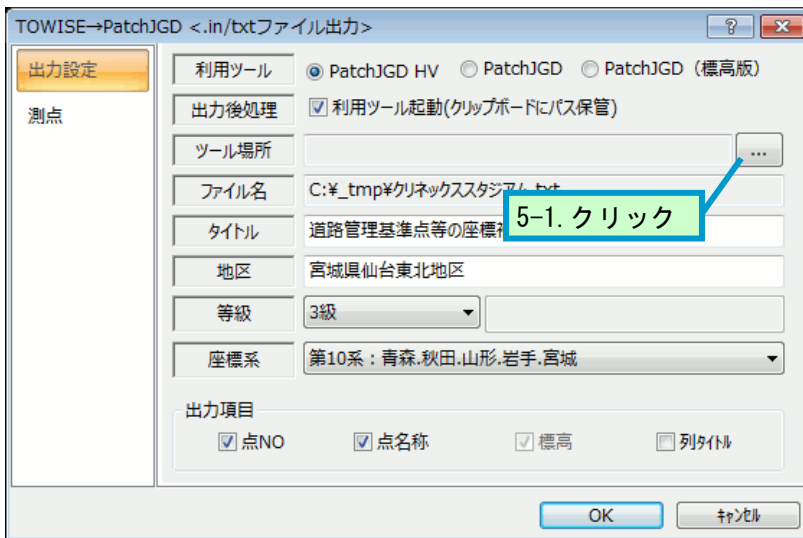 TOWISE→PatchJGD <.in/txtファイル出力>
出力設定
測点
利用ツール PatchJGD HV PatchJGD PatchJGD（標高版）
出力後処理 利用ツール起動(クリップボードにパス保管)
ツール場所 ...
ファイル名 C:¥_tmp¥クリネックススタジアム.txt
5-1.クリック
タイトル 道路管理基準点等の座標
地区 宮城県仙台東北地区
等級 3級
座標系 第10系：青森.秋田.山形.岩手.宮城
出力項目
点NO 点名称 標高 列タイトル
OK キャンセル